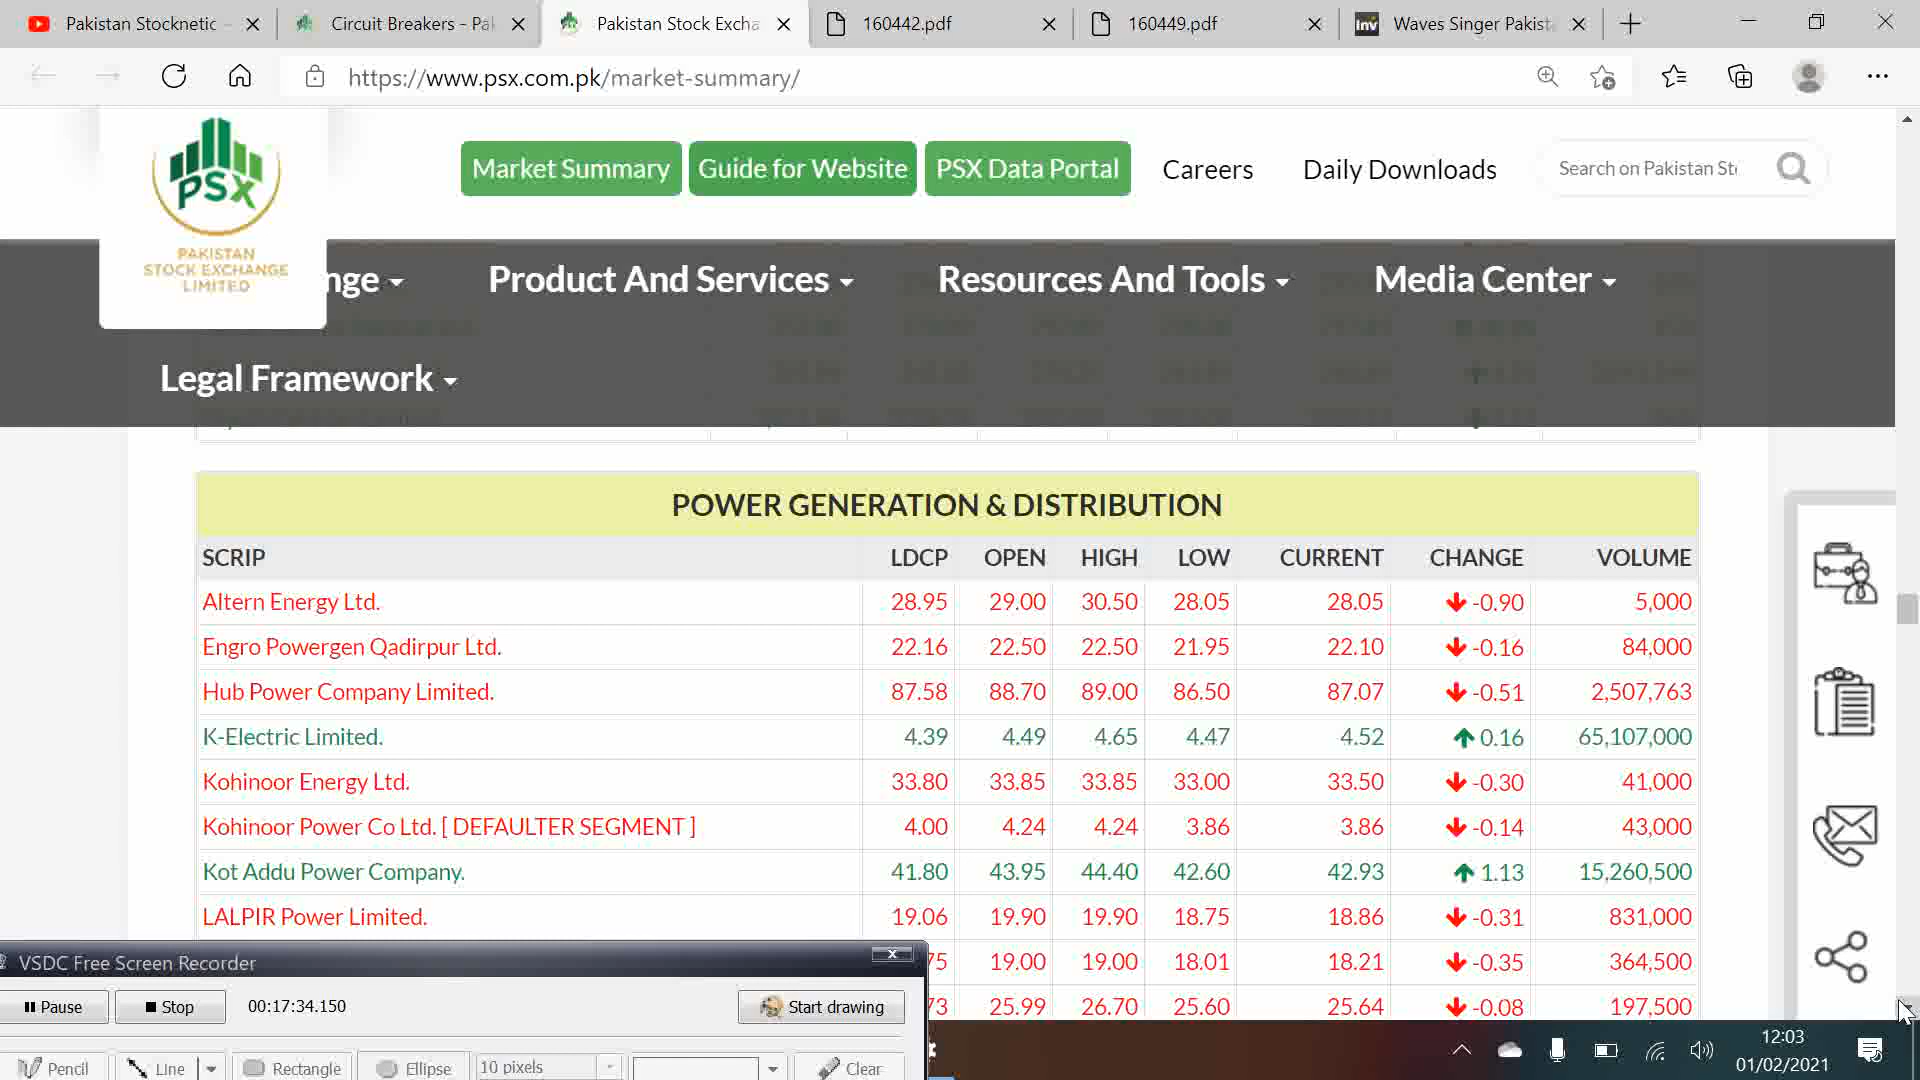 Pakistan Stocknetic
Circuit Breakers - Pal
Pakistan Stock Excha
160442.pdf
160449.pdf
Inv Waves Singer Pakist
https://www.psx.com.pk/market-summary/
PSX
PAKISTAN
STOCK EXCHANGE
LIMITED
Market Summary
Guide for Website
PSX Data Portal
Careers
Daily Downloads
Search on Pakistan Sto
nge
Product And Services
Resources And Tools
Media Center
Legal Framework
POWER GENERATION & DISTRIBUTION
SCRIP LDCP OPEN HIGH LOW CURRENT CHANGE VOLUME
Altern Energy Ltd. 28.95 29.00 30.50 28.05 28.05 -0.90 5,000
Engro Powergen Qadirpur Ltd. 22.16 22.50 22.50 21.95 22.10 -0.16 84,000
Hub Power Company Limited. 87.58 88.70 89.00 86.50 87.07 -0.51 2,507,763
K-Electric Limited. 4.39 4.49 4.65 4.47 4.52 0.16 65,107,000
Kohinoor Energy Ltd. 33.80 33.85 33.85 33.00 33.50 -0.30 41,000
Kohinoor Power Co Ltd. [ DEFAULTER SEGMENT ] 4.00 4.24 4.24 3.86 3.86 -0.14 43,000
Kot Addu Power Company. 41.80 43.95 44.40 42.60 42.93 1.13 15,260,500
LALPIR Power Limited. 19.06 19.90 19.90 18.75 18.86 -0.31 831,000
75 19.00 19.00 18.01 18.21 -0.35 364,500
73 25.99 26.70 25.60 25.64 -0.08 197,500
VSDC Free Screen Recorder
Pause
Stop
00:17:34.150
Start drawing
Pencil
Line
Rectangle
Ellipse
10 pixels
Clear
12:03
01/02/2021